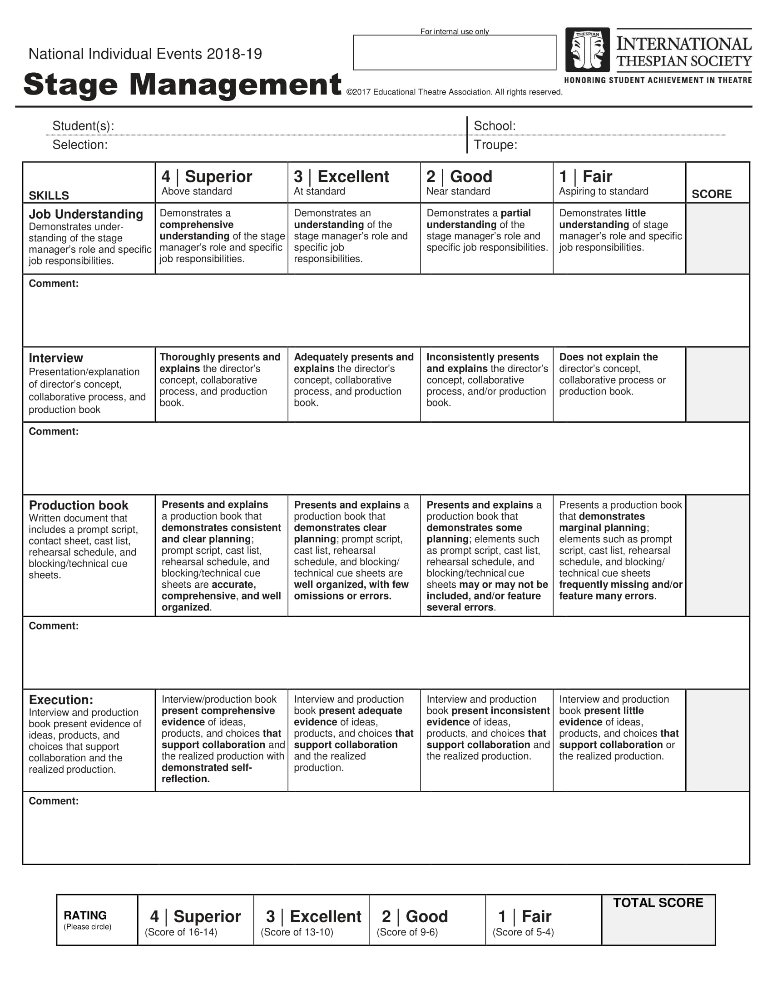 For internal use only
National Individual Events 2018-19
Stage Management
©2017 Educational Theatre Association. All rights reserved.
THESPIAN
INTERNATIONAL
THESPIAN SOCIETY
HONORING STUDENT ACHIEVEMENT IN THEATRE
Student(s):
School:
Selection:
Troupe:
SKILLS
4 | Superior
Above standard
3 | Excellent
At standard
2 | Good
Near standard
1 | Fair
Aspiring to standard
SCORE
Job Understanding
Demonstrates under-
standing of the stage
manager's role and specific
job responsibilities.
Demonstrates a
comprehensive
understanding of the stage
manager's role and specific
job responsibilities.
Demonstrates an
understanding of the
stage manager's role and
specific job
responsibilities.
Demonstrates a partial
understanding of the
stage manager's role and
specific job responsibilities.
Demonstrates little
understanding of stage
manager's role and specific
job responsibilities.
Comment:
Interview
Presentation/explanation
of director's concept,
collaborative process, and
production book
Thoroughly presents and
explains the director's
concept, collaborative
process, and production
book.
Adequately presents and
explains the director's
concept, collaborative
process, and production
book.
Inconsistently presents
and explains the director's
concept, collaborative
process, and/or production
book.
Does not explain the
director's concept,
collaborative process or
production book.
Comment:
Production book
Written document that
includes a prompt script,
contact sheet, cast list,
rehearsal schedule, and
blocking/technical cue
sheets.
Presents and explains
a production book that
demonstrates consistent
and clear planning;
prompt script, cast list,
rehearsal schedule, and
blocking/technical cue
sheets are accurate,
comprehensive, and well
organized.
Presents and explains a
production book that
demonstrates clear
planning; prompt script,
cast list, rehearsal
schedule, and blocking/
technical cue sheets are
well organized, with few
omissions or errors.
Presents and explains a
production book that
demonstrates some
planning; elements such
as prompt script, cast list,
rehearsal schedule, and
blocking/technical cue
sheets may or may not be
included, and/or feature
several errors.
Presents a production book
that demonstrates
marginal planning;
elements such as prompt
script, cast list, rehearsal
schedule, and blocking/
technical cue sheets
frequently missing and/or
feature many errors.
Comment:
Execution:
Interview and production
book present evidence of
ideas, products, and
choices that support
collaboration and the
realized production.
Interview/production book
present comprehensive
evidence of ideas,
products, and choices that
support collaboration and
the realized production with
demonstrated self-
reflection.
Interview and production
book present adequate
evidence of ideas,
products, and choices that
support collaboration
and the realized
production.
Interview and production
book present inconsistent
evidence of ideas,
products, and choices that
support collaboration and
the realized production.
Interview and production
book present little
evidence of ideas,
products, and choices that
support collaboration or
the realized production.
Comment:
RATING
(Please circle)
4 | Superior
(Score of 16-14)
3 | Excellent
(Score of 13-10)
2 | Good
(Score of 9-6)
1 | Fair
(Score of 5-4)
TOTAL SCORE